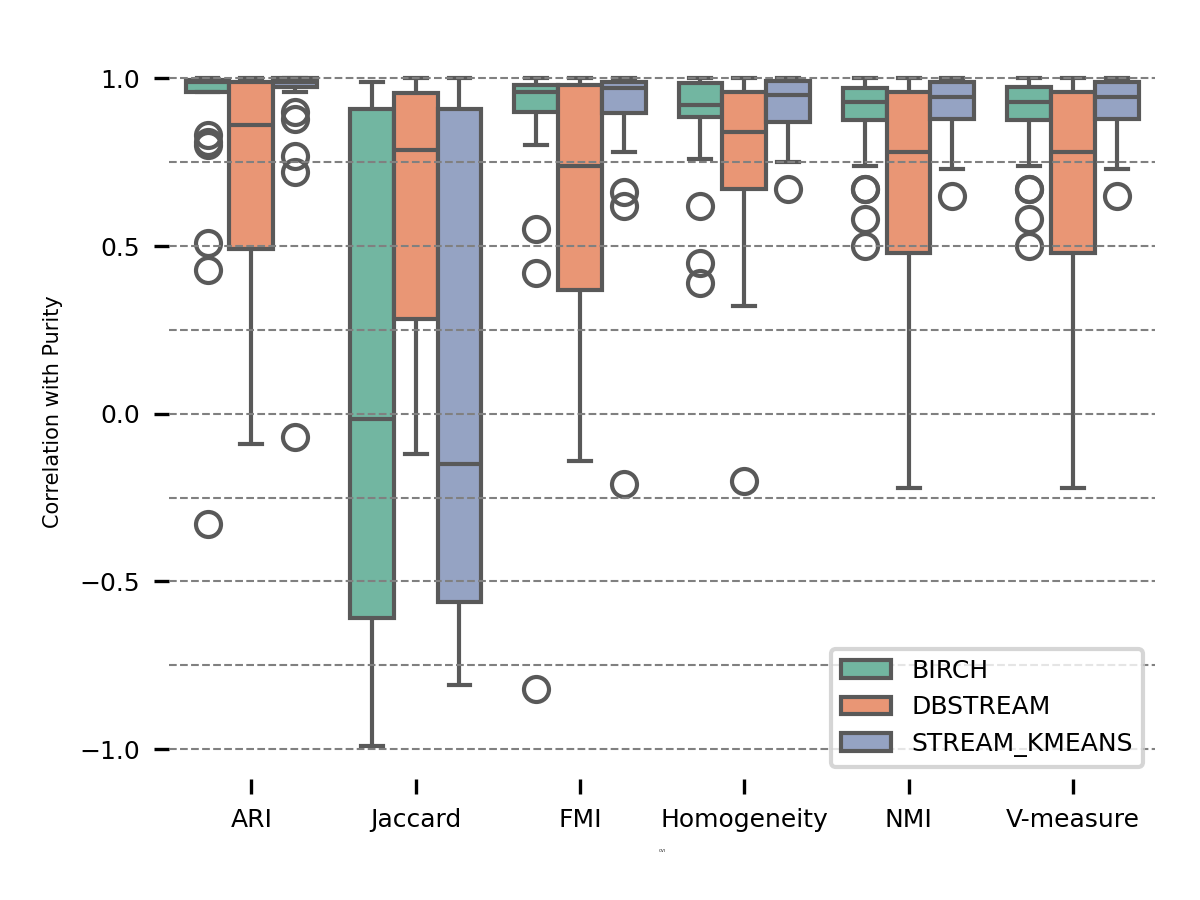 Correlation with Purity
1.0
0.5
0.0
−0.5
−1.0
BIRCH
DBSTREAM
STREAM_KMEANS
ARI
Jaccard
FMI
Homogeneity
NMI
V-measure